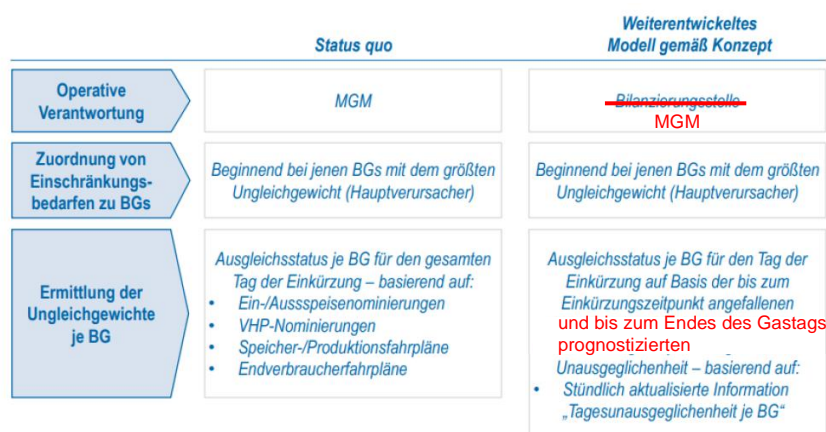 Status quo
Weiterentwickeltes
Modell gemäß Konzept
Operative
Verantwortung
MGM
Bilanzierungsstelle
MGM
Zuordnung von
Einschränkungs-
bedarfen zu BGs
Beginnend bei jenen BGs mit dem größten
Ungleichgewicht (Hauptverursacher)
Beginnend bei jenen BGs mit dem größten
Ungleichgewicht (Hauptverursacher)
Ermittlung der
Ungleichgewichte
je BG
Ausgleichsstatus je BG für den gesamten
Tag der Einkürzung – basierend auf:
• Ein-/Aussspeisenominierungen
• VHP-Nominierungen
• Speicher-/Produktionsfahrpläne
• Endverbraucherfahrpläne
Ausgleichsstatus je BG für den Tag der
Einkürzung auf Basis der bis zum
Einkürzungszeitpunkt angefallenen
und bis zum Endes des Gastags
prognostizierten
Unausgeglichenheit – basierend auf:
• Stündlich aktualisierte Information
„Tagesunausgeglichenheit je BG“